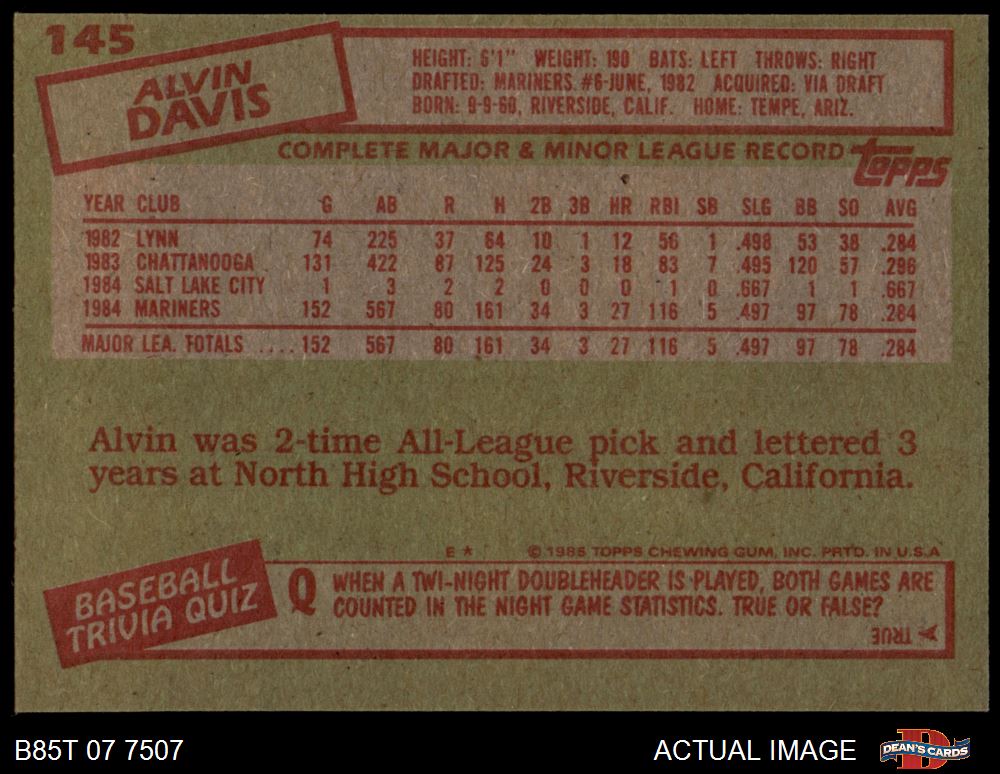 145
ALVIN
DAVIS
HEIGHT: 6'1" WEIGHT: 190 BATS: LEFT THROWS: RIGHT
DRAFTED: MARINERS #6-JUNE, 1982 ACQUIRED: VIA DRAFT
BORN: 9-9-60, RIVERSIDE, CALIF. HOME: TEMPE, ARIZ.
COMPLETE MAJOR & MINOR LEAGUE RECORD topps
YEAR CLUB G AB R H 2B 3B HR RBI SB SLG BB SO AVG
1982 LYNN 74 225 37 64 10 1 12 56 1 .498 53 38 .284
1983 CHATTANOOGA 131 422 87 125 24 3 18 83 7 .495 120 57 .296
1984 SALT LAKE CITY 1 3 2 2 0 0 0 1 0 .667 1 1 .667
1984 MARINERS 152 567 80 161 34 3 27 116 5 .497 97 78 .284
MAJOR LEA. TOTALS .... 152 567 80 161 34 3 27 116 5 .497 97 78 .284
Alvin was 2-time All-League pick and lettered 3
years at North High School, Riverside, California.
E * © 1985 TOPPS CHEWING GUM, INC. PRTD. IN U.S.A
BASEBALL
TRIVIA QUIZ
Q WHEN A TWI-NIGHT DOUBLEHEADER IS PLAYED, BOTH GAMES ARE
COUNTED IN THE NIGHT GAME STATISTICS. TRUE OR FALSE?
A TRUE
B85T 07 7507
ACTUAL IMAGE
DEAN'S CARDS